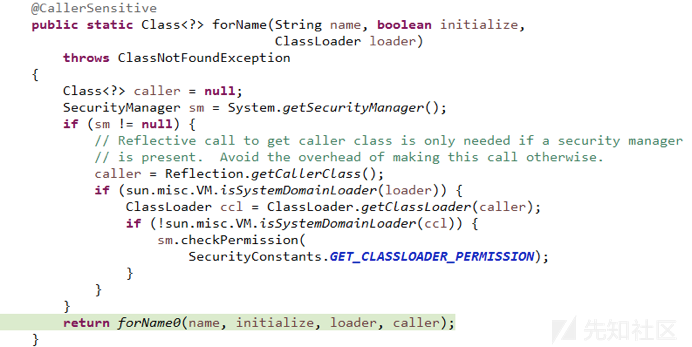 @CallerSensitive
public static Class<?> forName(String name, boolean initialize,
                               ClassLoader loader)
    throws ClassNotFoundException
{
    Class<?> caller = null;
    SecurityManager sm = System.getSecurityManager();
    if (sm != null) {
        // Reflective call to get caller class is only needed if a security manager
        // is present.  Avoid the overhead of making this call otherwise.
        caller = Reflection.getCallerClass();
        if (sun.misc.VM.isSystemDomainLoader(loader)) {
            ClassLoader ccl = ClassLoader.getClassLoader(caller);
            if (!sun.misc.VM.isSystemDomainLoader(ccl)) {
                sm.checkPermission(
                    SecurityConstants.GET_CLASSLOADER_PERMISSION);
            }
        }
    }
    return forName0(name, initialize, loader, caller);
}
先知社区